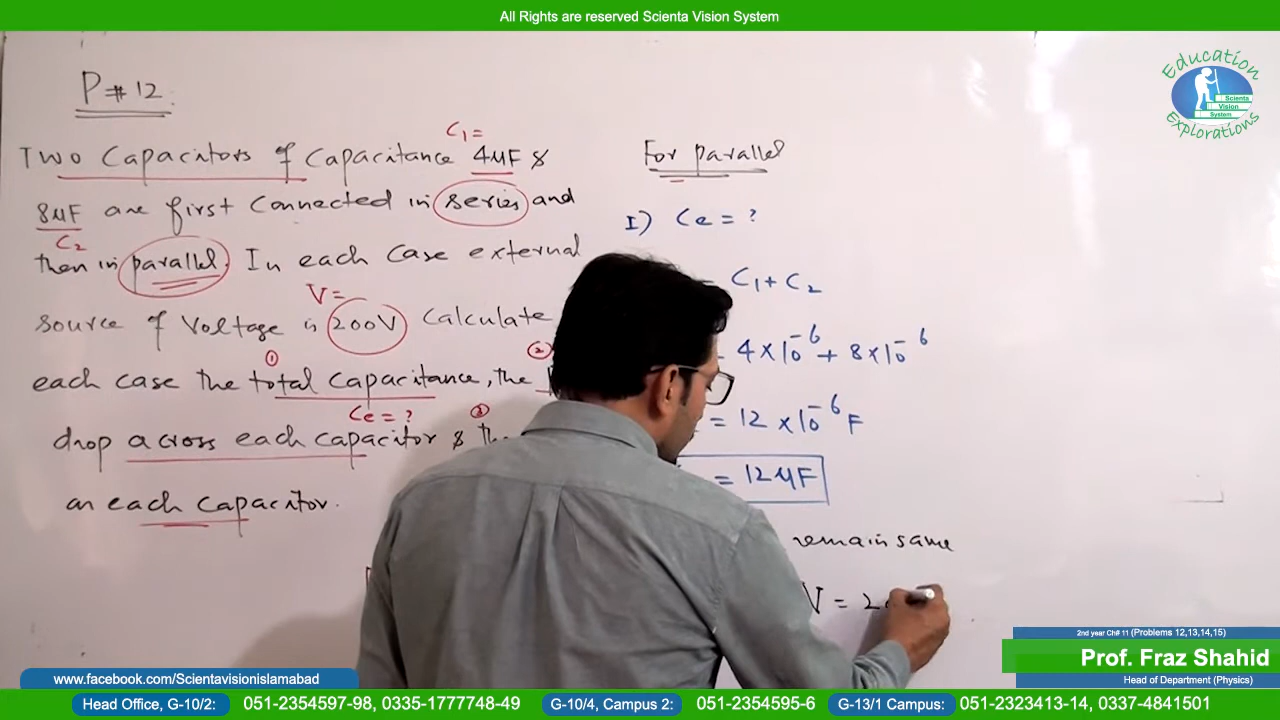 All Rights are reserved Scienta Vision System
Education
Scienta
Vision
System
Explorations
P#12
C1=
Two Capacitors of Capacitance 4μF &
8μF are first connected in series and
C2
then in parallel. In each case external
V=
source of voltage is 200V Calculate
① ②
each case the total capacitance, the
Ce=? ③
drop across each capacitor & the
on each capacitor.
For parallel
I) Ce = ?
= C1 + C2
4×10⁻⁶ + 8×10⁻⁶
= 12×10⁻⁶ F
= 12μF
remain same
V = 2
2nd year Ch# 11 (Problems 12,13,14,15)
Prof. Fraz Shahid
Head of Department (Physics)
www.facebook.com/Scientavisionislamabad
Head Office, G-10/2: 051-2354597-98, 0335-1777748-49 G-10/4, Campus 2: 051-2354595-6 G-13/1 Campus: 051-2323413-14, 0337-4841501